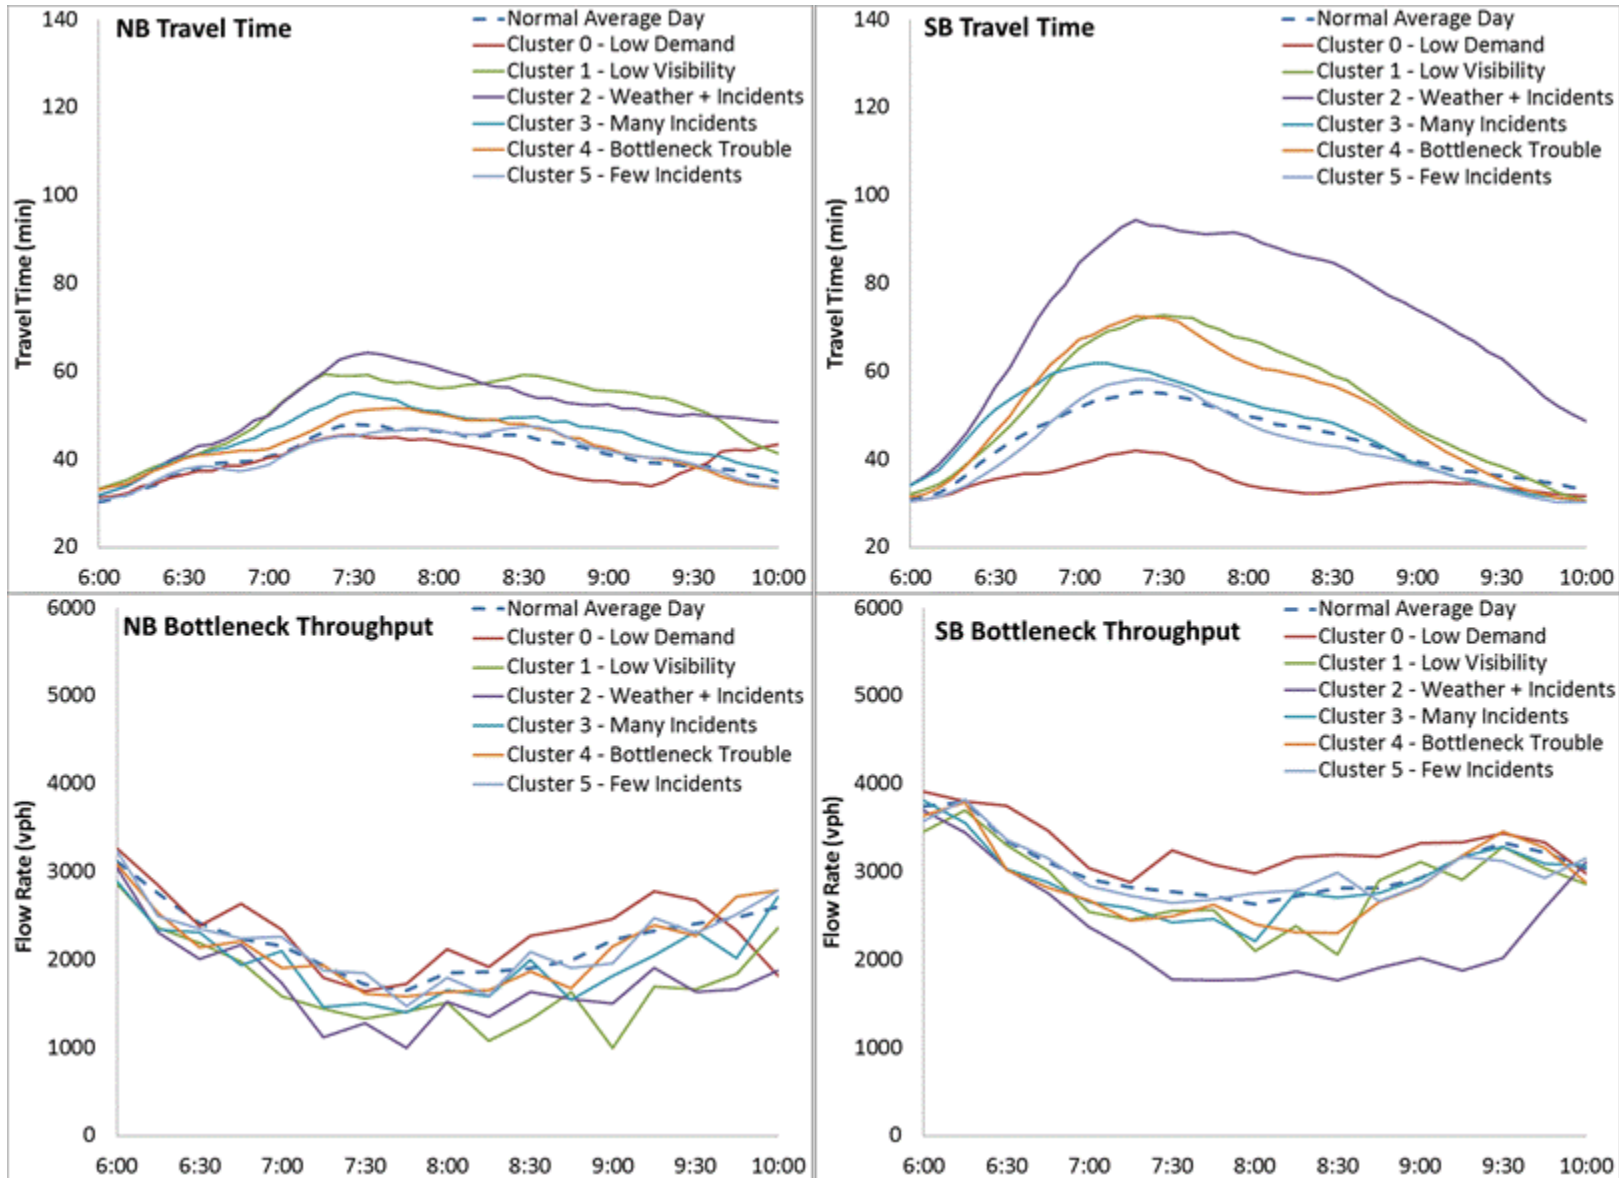 NB Travel Time
Normal Average Day
Cluster 0 - Low Demand
Cluster 1 - Low Visibility
Cluster 2 - Weather + Incidents
Cluster 3 - Many Incidents
Cluster 4 - Bottleneck Trouble
Cluster 5 - Few Incidents
Travel Time (min)
140
120
100
80
60
40
20
6:00 6:30 7:00 7:30 8:00 8:30 9:00 9:30 10:00
SB Travel Time
Normal Average Day
Cluster 0 - Low Demand
Cluster 1 - Low Visibility
Cluster 2 - Weather + Incidents
Cluster 3 - Many Incidents
Cluster 4 - Bottleneck Trouble
Cluster 5 - Few Incidents
Travel Time (min)
140
120
100
80
60
40
20
6:00 6:30 7:00 7:30 8:00 8:30 9:00 9:30 10:00
NB Bottleneck Throughput
Normal Average Day
Cluster 0 - Low Demand
Cluster 1 - Low Visibility
Cluster 2 - Weather + Incidents
Cluster 3 - Many Incidents
Cluster 4 - Bottleneck Trouble
Cluster 5 - Few Incidents
Flow Rate (vph)
6000
5000
4000
3000
2000
1000
0
6:00 6:30 7:00 7:30 8:00 8:30 9:00 9:30 10:00
SB Bottleneck Throughput
Normal Average Day
Cluster 0 - Low Demand
Cluster 1 - Low Visibility
Cluster 2 - Weather + Incidents
Cluster 3 - Many Incidents
Cluster 4 - Bottleneck Trouble
Cluster 5 - Few Incidents
Flow Rate (vph)
6000
5000
4000
3000
2000
1000
0
6:00 6:30 7:00 7:30 8:00 8:30 9:00 9:30 10:00